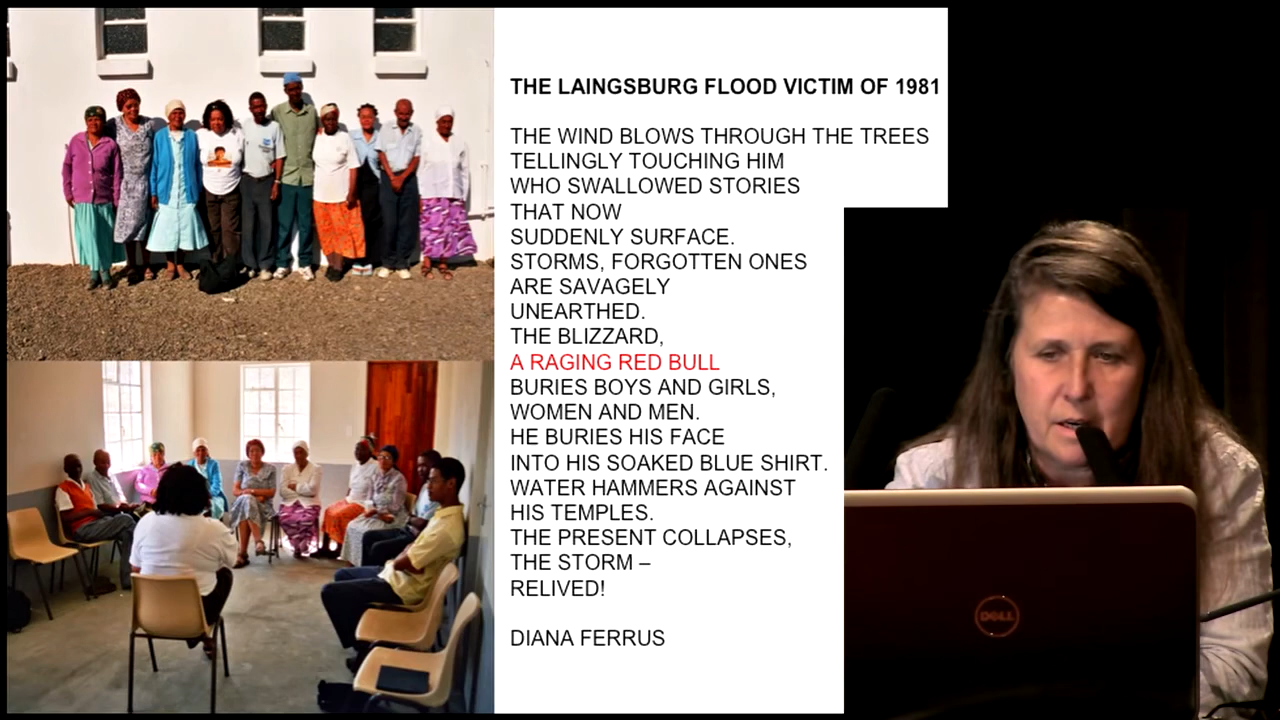 THE LAINGSBURG FLOOD VICTIM OF 1981
THE WIND BLOWS THROUGH THE TREES
TELLINGLY TOUCHING HIM
WHO SWALLOWED STORIES
THAT NOW
SUDDENLY SURFACE.
STORMS, FORGOTTEN ONES
ARE SAVAGELY
UNEARTHED.
THE BLIZZARD,
A RAGING RED BULL
BURIES BOYS AND GIRLS,
WOMEN AND MEN.
HE BURIES HIS FACE
INTO HIS SOAKED BLUE SHIRT.
WATER HAMMERS AGAINST
HIS TEMPLES.
THE PRESENT COLLAPSES,
THE STORM –
RELIVED!
DIANA FERRUS
DELL